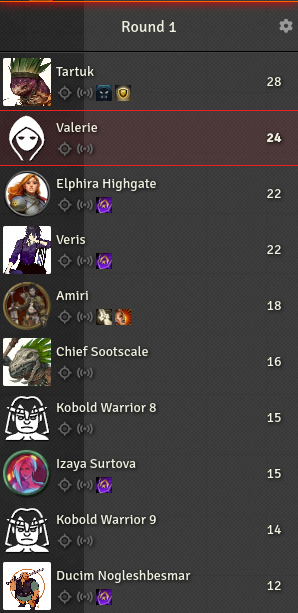 Round 1
Tartuk 28
Valerie 24
Elphira Highgate 22
Veris 22
Amiri 18
Chief Sootscale 16
Kobold Warrior 8 15
Izaya Surtova 15
Kobold Warrior 9 14
Ducim Nogleshbesmar 12